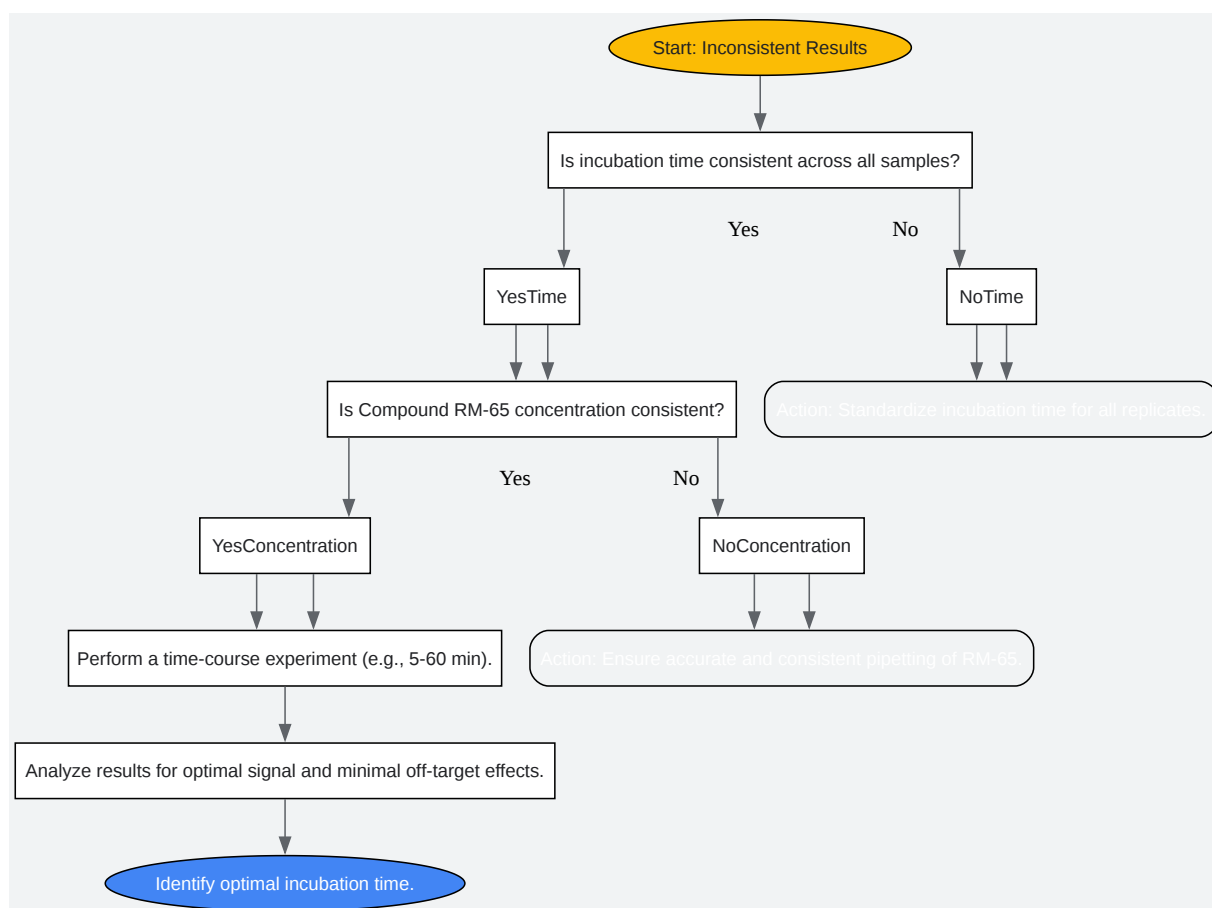 Start: Inconsistent Results
Is incubation time consistent across all samples?
Yes
No
YesTime
NoTime
Is Compound RM-65 concentration consistent?
Action: Standardize incubation time for all replicates.
Yes
No
YesConcentration
NoConcentration
Perform a time-course experiment (e.g., 5-60 min).
Action: Ensure accurate and consistent pipetting of RM-65.
Analyze results for optimal signal and minimal off-target effects.
Identify optimal incubation time.